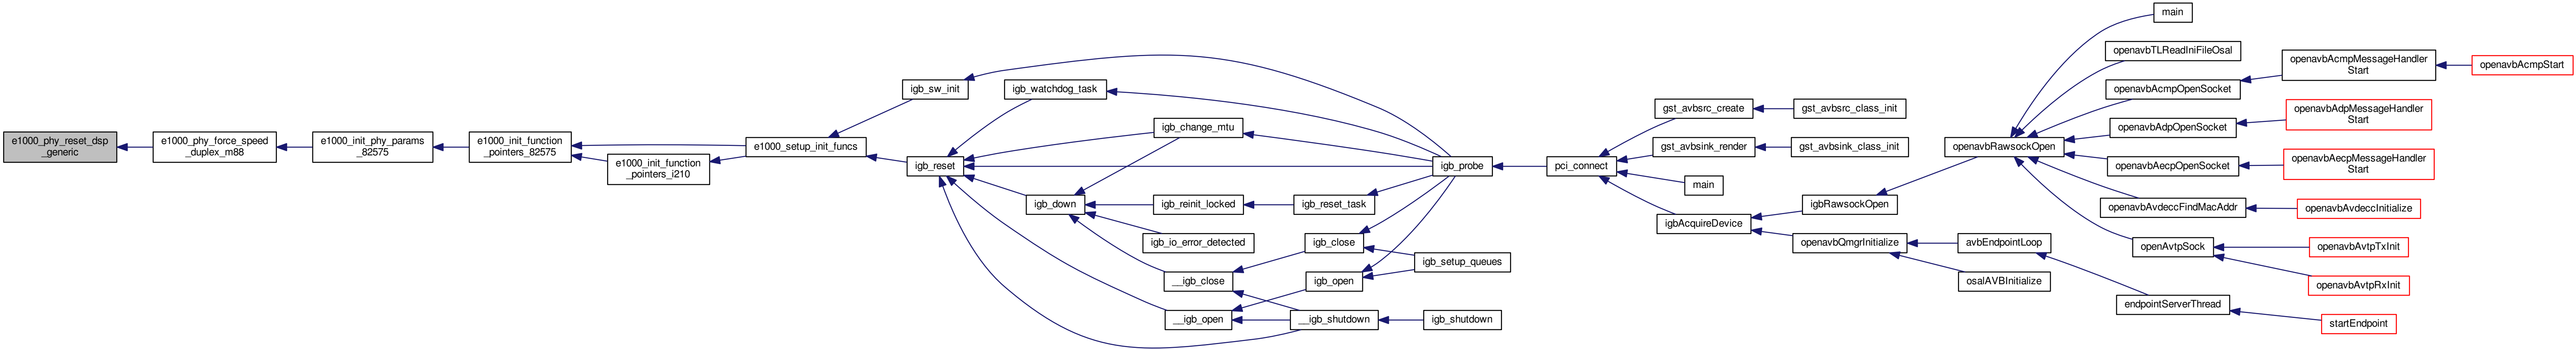 e1000_phy_reset_dsp
_generic
e1000_phy_force_speed
_duplex_m88
e1000_init_phy_params
_82575
e1000_init_function
_pointers_82575
e1000_init_function
_pointers_i210
e1000_setup_init_funcs
igb_sw_init
igb_reset
igb_watchdog_task
igb_change_mtu
igb_down
igb_reinit_locked
igb_reset_task
igb_io_error_detected
igb_close
igb_setup_queues
__igb_close
igb_open
__igb_open
__igb_shutdown
igb_shutdown
igb_probe
pci_connect
gst_avbsrc_create
gst_avbsrc_class_init
gst_avbsink_render
gst_avbsink_class_init
main
igbAcquireDevice
igbRawsockOpen
openavbQmgrInitialize
avbEndpointLoop
osalAVBInitialize
openavbRawsockOpen
main
openavbTLReadIniFileOsal
openavbAcmpOpenSocket
openavbAcmpMessageHandler
Start
openavbAcmpStart
openavbAdpOpenSocket
openavbAdpMessageHandler
Start
openavbAecpOpenSocket
openavbAecpMessageHandler
Start
openavbAvdeccFindMacAddr
openavbAvdeccInitialize
openAvtpSock
openavbAvtpTxInit
openavbAvtpRxInit
endpointServerThread
startEndpoint